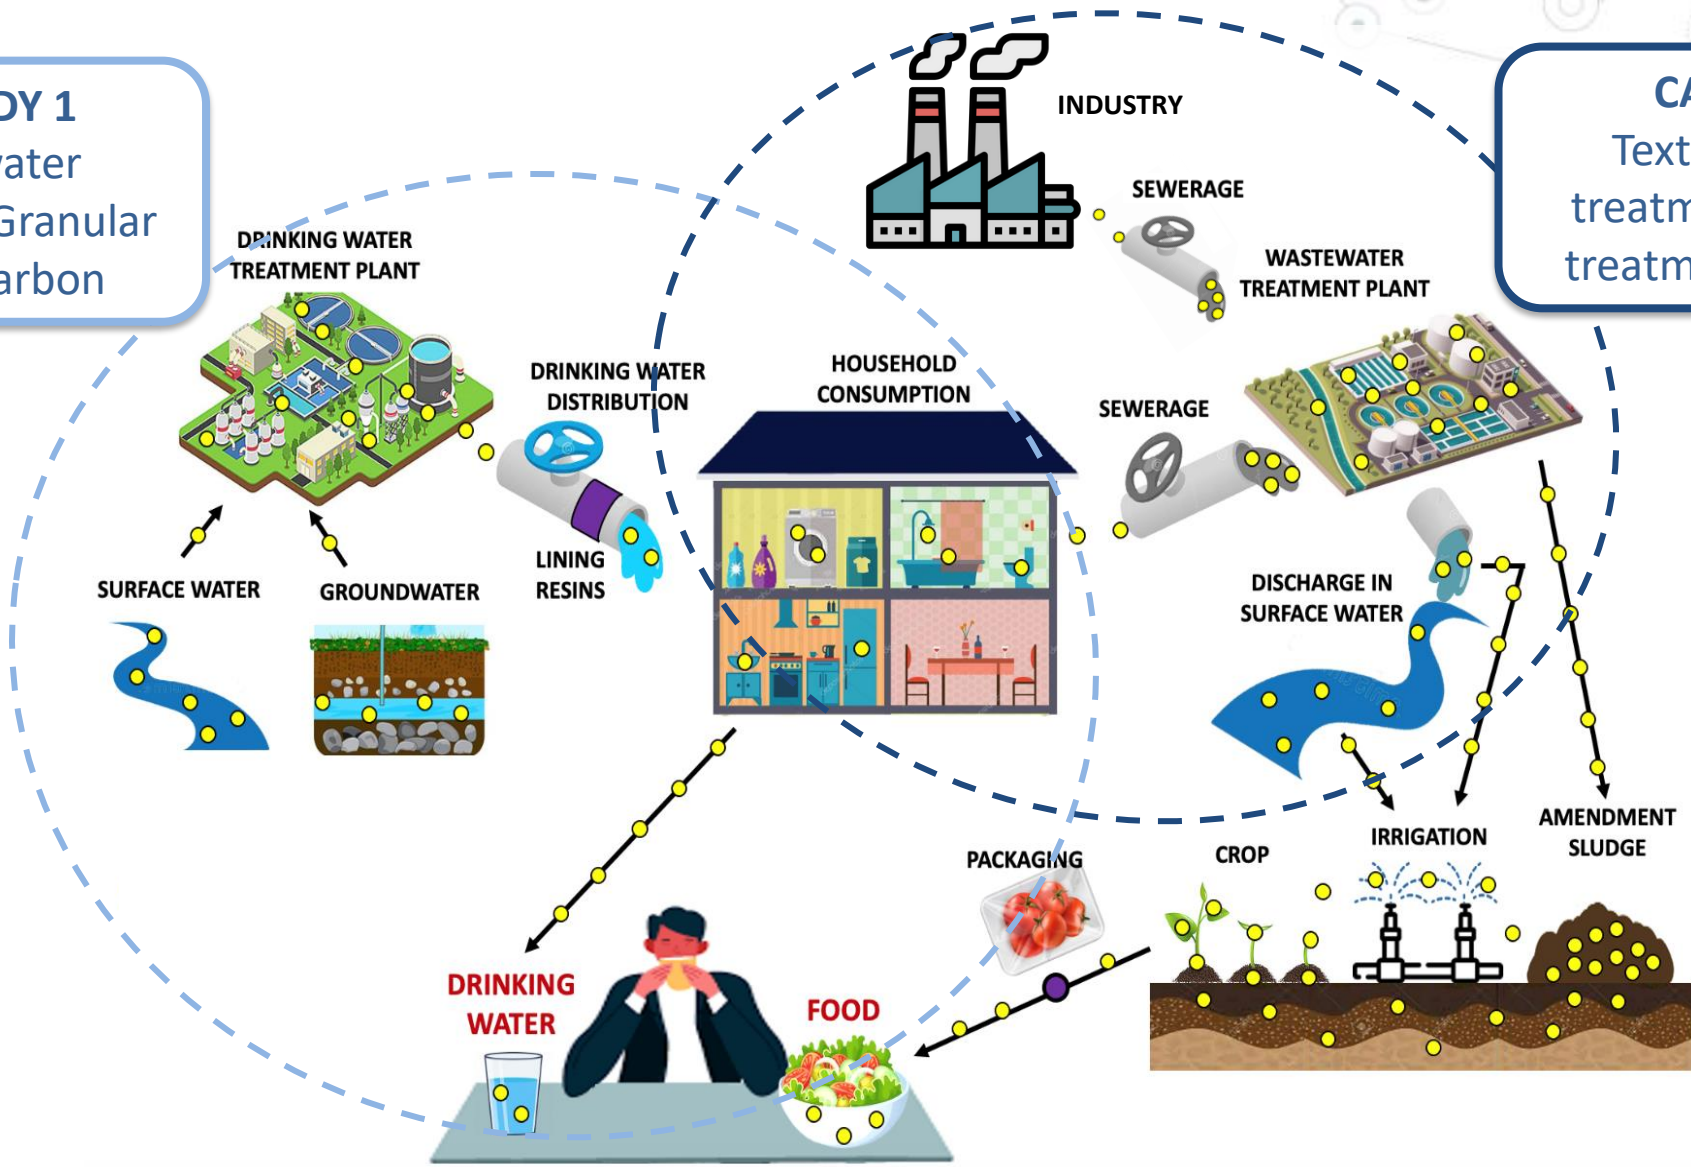 DY 1
ater
Granular
arbon
CA
Text
treatm
treatm
INDUSTRY
SEWERAGE
WASTEWATER
TREATMENT PLANT
DRINKING WATER
TREATMENT PLANT
DRINKING WATER
DISTRIBUTION
HOUSEHOLD
CONSUMPTION
SEWERAGE
LINING
RESINS
SURFACE WATER
GROUNDWATER
DISCHARGE IN
SURFACE WATER
PACKAGING
CROP
IRRIGATION
AMENDMENT
SLUDGE
DRINKING
WATER
FOOD